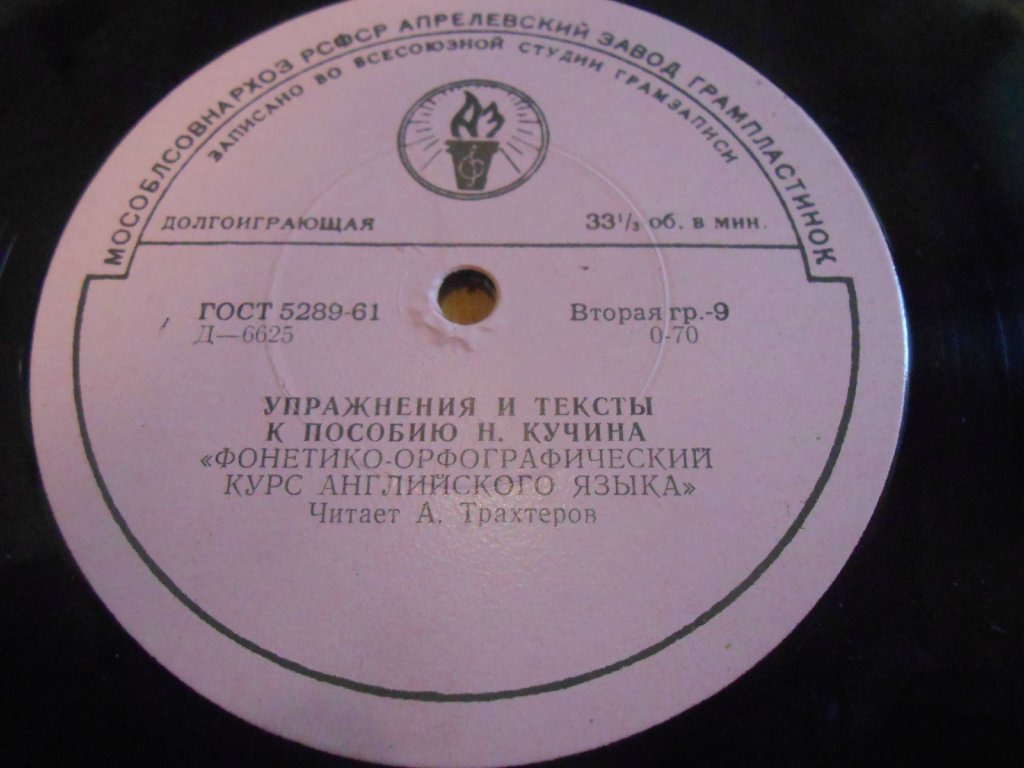 МОСОБЛСОВНАРХОЗ РСФСР АПРЕЛЕВСКИЙ ЗАВОД ГРАМПЛАСТИНОК
ЗАПИСАНО ВО ВСЕСОЮЗНОЙ СТУДИИ ГРАМЗАПИСИ
АЗ
ДОЛГОИГРАЮЩАЯ 33⅓ об. в мин.
ГОСТ 5289-61 Вторая гр.-9
Д—6625 0-70
УПРАЖНЕНИЯ И ТЕКСТЫ
К ПОСОБИЮ Н. КУЧИНА
«ФОНЕТИКО-ОРФОГРАФИЧЕСКИЙ
КУРС АНГЛИЙСКОГО ЯЗЫКА»
Читает А. Трахтеров